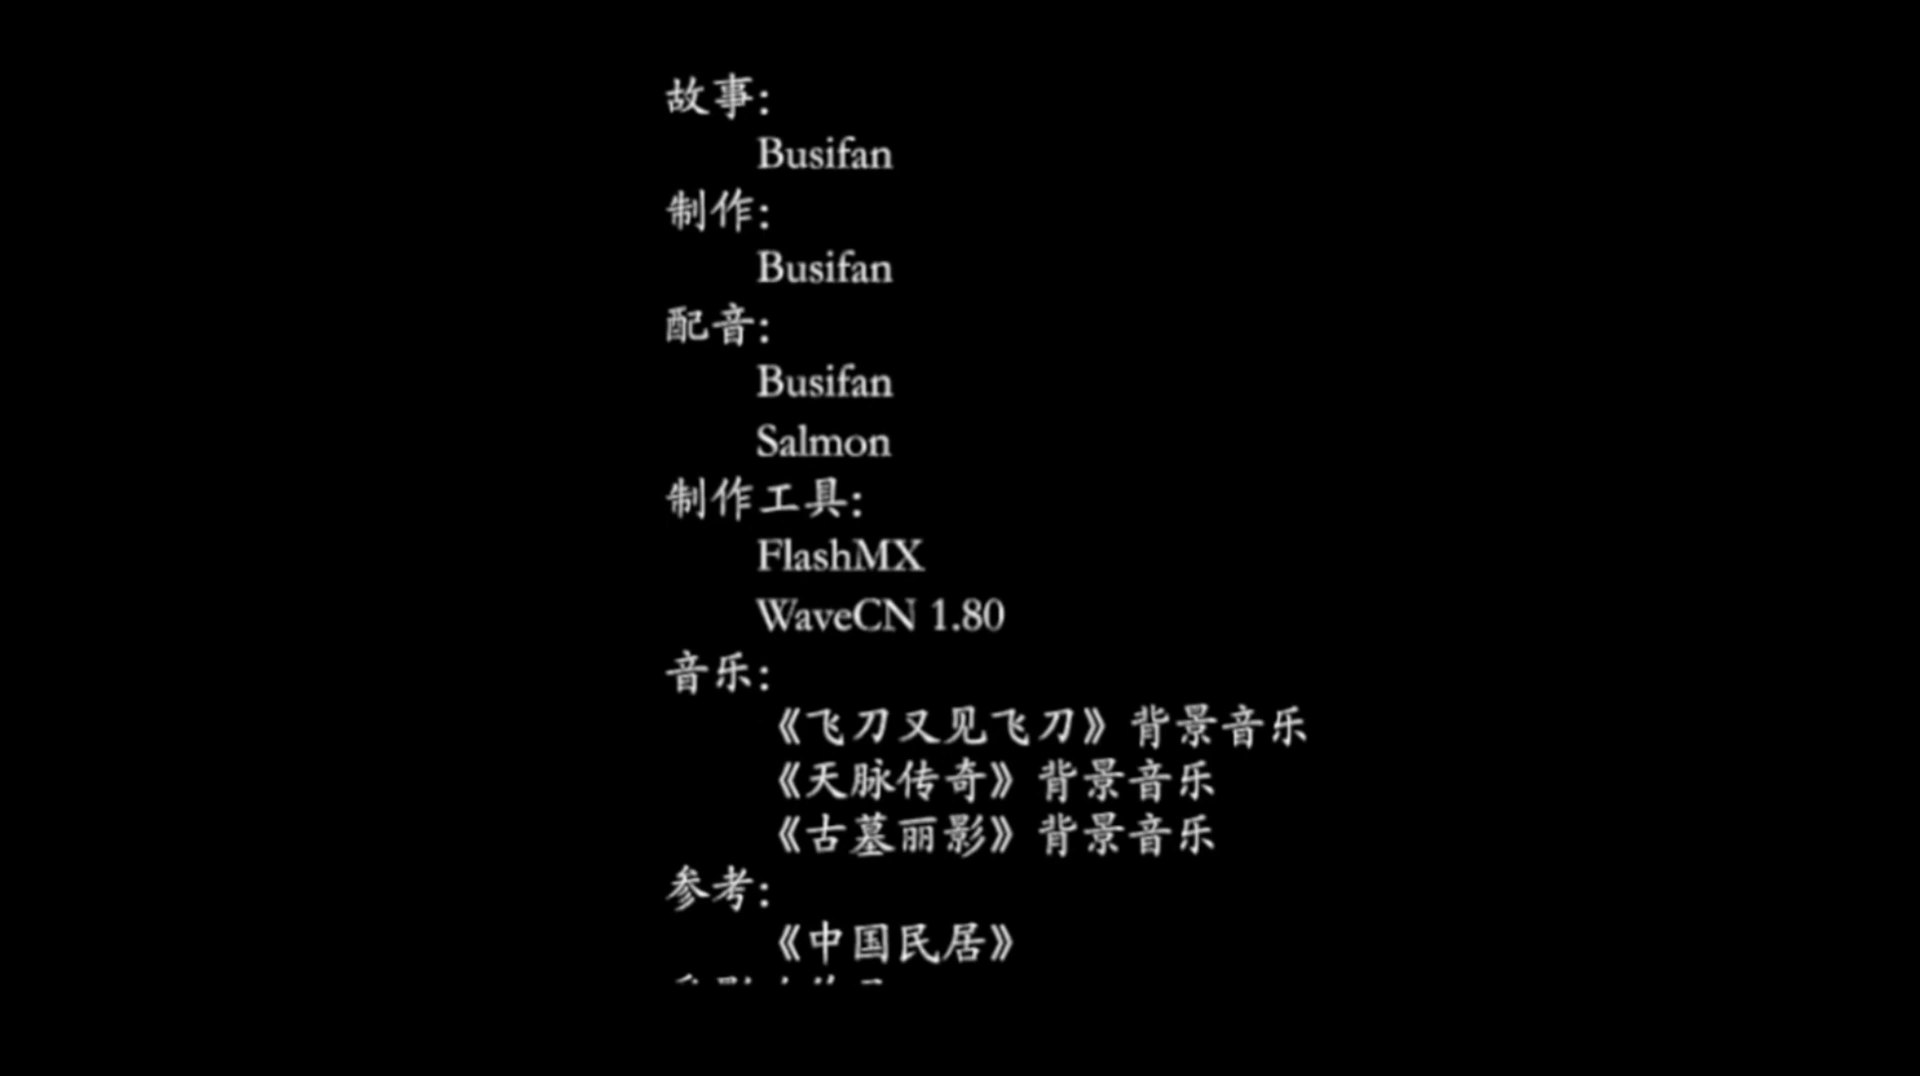 故事:
Busifan
制作:
Busifan
配音:
Busifan
Salmon
制作工具:
FlashMX
WaveCN 1.80
音乐:
《飞刀又见飞刀》背景音乐
《天脉传奇》背景音乐
《古墓丽影》背景音乐
参考:
《中国民居》